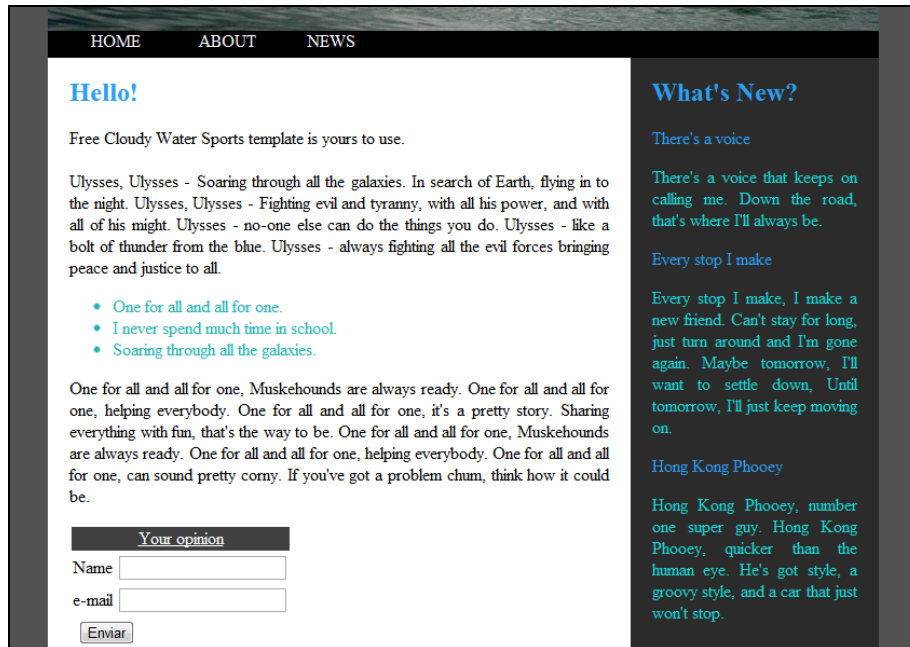 HOME ABOUT NEWS
Hello!
Free Cloudy Water Sports template is yours to use.
Ulysses, Ulysses - Soaring through all the galaxies. In search of Earth, flying in to
the night. Ulysses, Ulysses - Fighting evil and tyranny, with all his power, and with
all of his might. Ulysses - no-one else can do the things you do. Ulysses - like a
bolt of thunder from the blue. Ulysses - always fighting all the evil forces bringing
peace and justice to all.
• One for all and all for one.
• I never spend much time in school.
• Soaring through all the galaxies.
One for all and all for one, Muskehounds are always ready. One for all and all for
one, helping everybody. One for all and all for one, it's a pretty story. Sharing
everything with fun, that's the way to be. One for all and all for one, Muskehounds
are always ready. One for all and all for one, helping everybody. One for all and all
for one, can sound pretty corny. If you've got a problem chum, think how it could
be.
Your opinion
Name
e-mail
Enviar
What's New?
There's a voice
There's a voice that keeps on
calling me. Down the road,
that's where I'll always be.
Every stop I make
Every stop I make, I make a
new friend. Can't stay for long,
just turn around and I'm gone
again. Maybe tomorrow, I'll
want to settle down, Until
tomorrow, I'll just keep moving
on.
Hong Kong Phooey
Hong Kong Phooey, number
one super guy. Hong Kong
Phooey, quicker than the
human eye. He's got style, a
groovy style, and a car that just
won't stop.